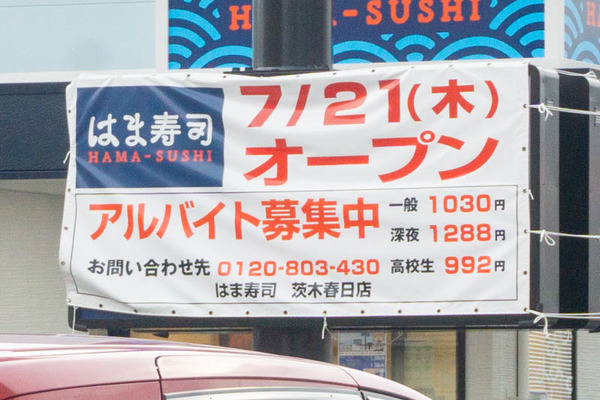 HAMA-SUSHI
はま寿司
HAMA-SUSHI
7/21(木)
オープン
アルバイト募集中
一般 1030円
深夜 1288円
高校生 992円
お問い合わせ先 0120-803-430
はま寿司 茨木春日店